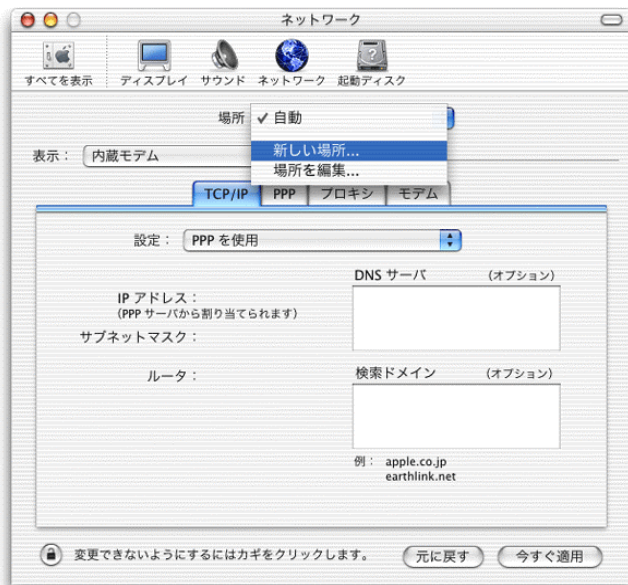 ネットワーク
すべてを表示 ディスプレイ サウンド ネットワーク 起動ディスク
場所 ✓ 自動
新しい場所...
場所を編集...
表示： 内蔵モデム
TCP/IP PPP プロキシ モデム
設定： PPP を使用
DNS サーバ （オプション）
IP アドレス：
（PPP サーバから割り当てられます）
サブネットマスク：
ルータ：
検索ドメイン （オプション）
例： apple.co.jp
earthlink.net
変更できないようにするにはカギをクリックします。 元に戻す 今すぐ適用